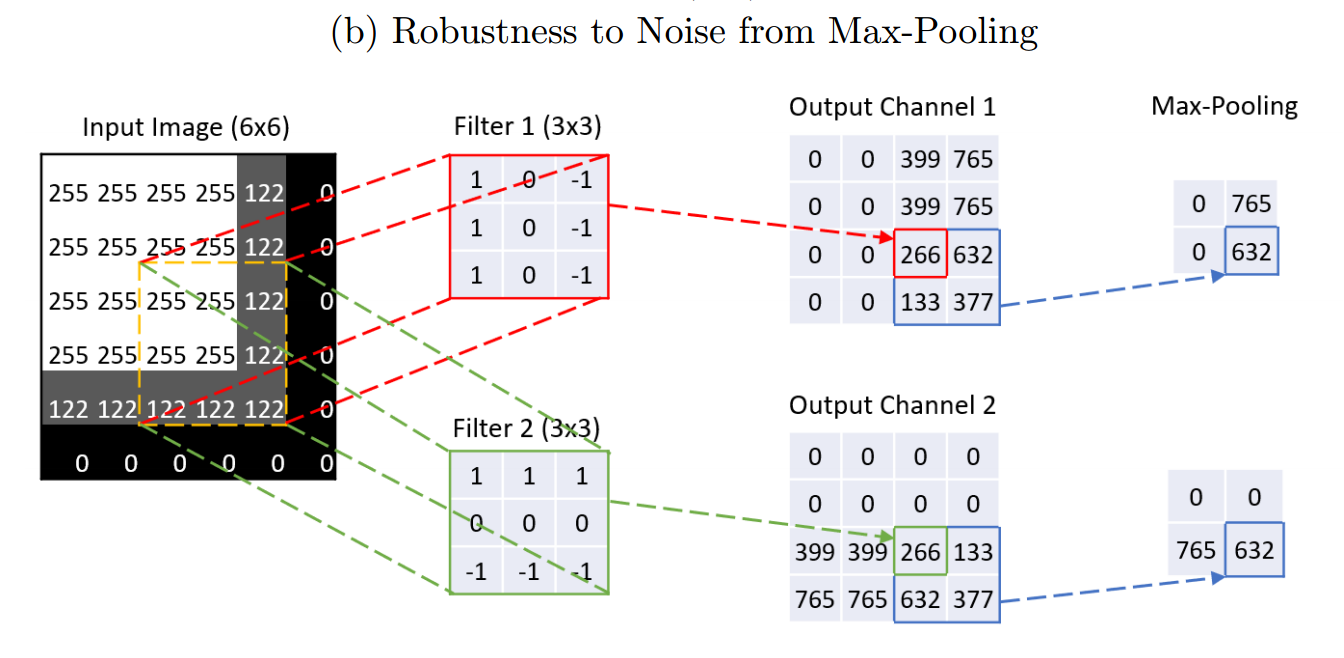 (b) Robustness to Noise from Max-Pooling
Input Image (6x6)
255 255 255 255 122 0
255 255 255 255 122 0
255 255 255 255 122 0
255 255 255 255 122 0
122 122 122 122 122 0
0 0 0 0 0 0
Filter 1 (3x3)
1 0 -1
1 0 -1
1 0 -1
Output Channel 1
0 0 399 765
0 0 399 765
0 0 266 632
0 0 133 377
Max-Pooling
0 765
0 632
Filter 2 (3x3)
1 1 1
0 0 0
-1 -1 -1
Output Channel 2
0 0 0 0
0 0 0 0
399 399 266 133
765 765 632 377
0 0
765 632